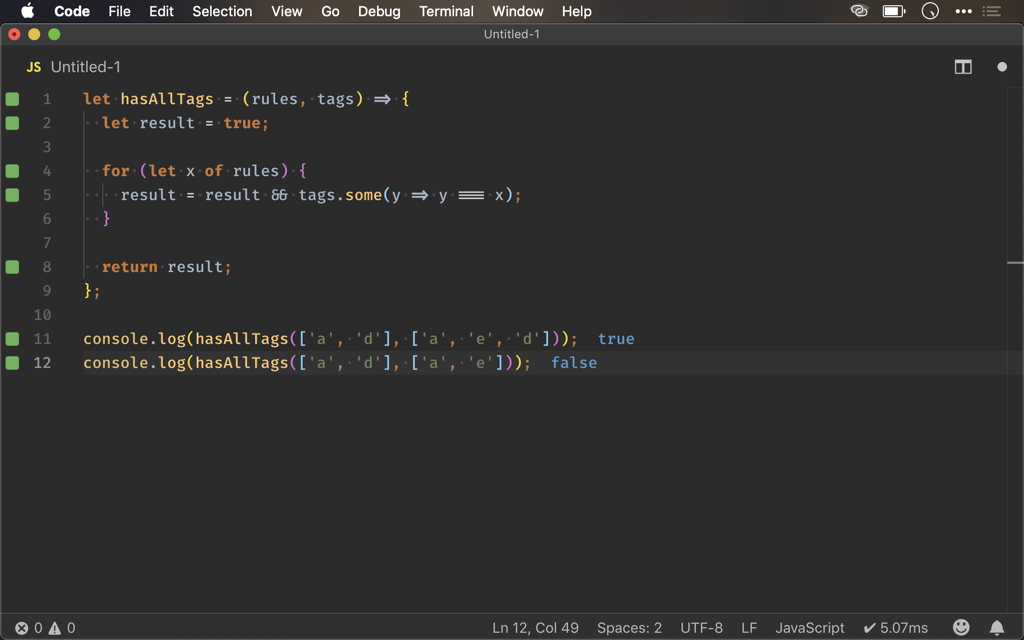 Code File Edit Selection View Go Debug Terminal Window Help
Untitled-1
JS Untitled-1
1 let hasAllTags = (rules, tags) => {
2 let result = true;
3
4 for (let x of rules) {
5 result = result && tags.some(y => y === x);
6 }
7
8 return result;
9 };
10
11 console.log(hasAllTags(['a', 'd'], ['a', 'e', 'd'])); true
12 console.log(hasAllTags(['a', 'd'], ['a', 'e'])); false
0 0 Ln 12, Col 49 Spaces: 2 UTF-8 LF JavaScript ✔ 5.07ms